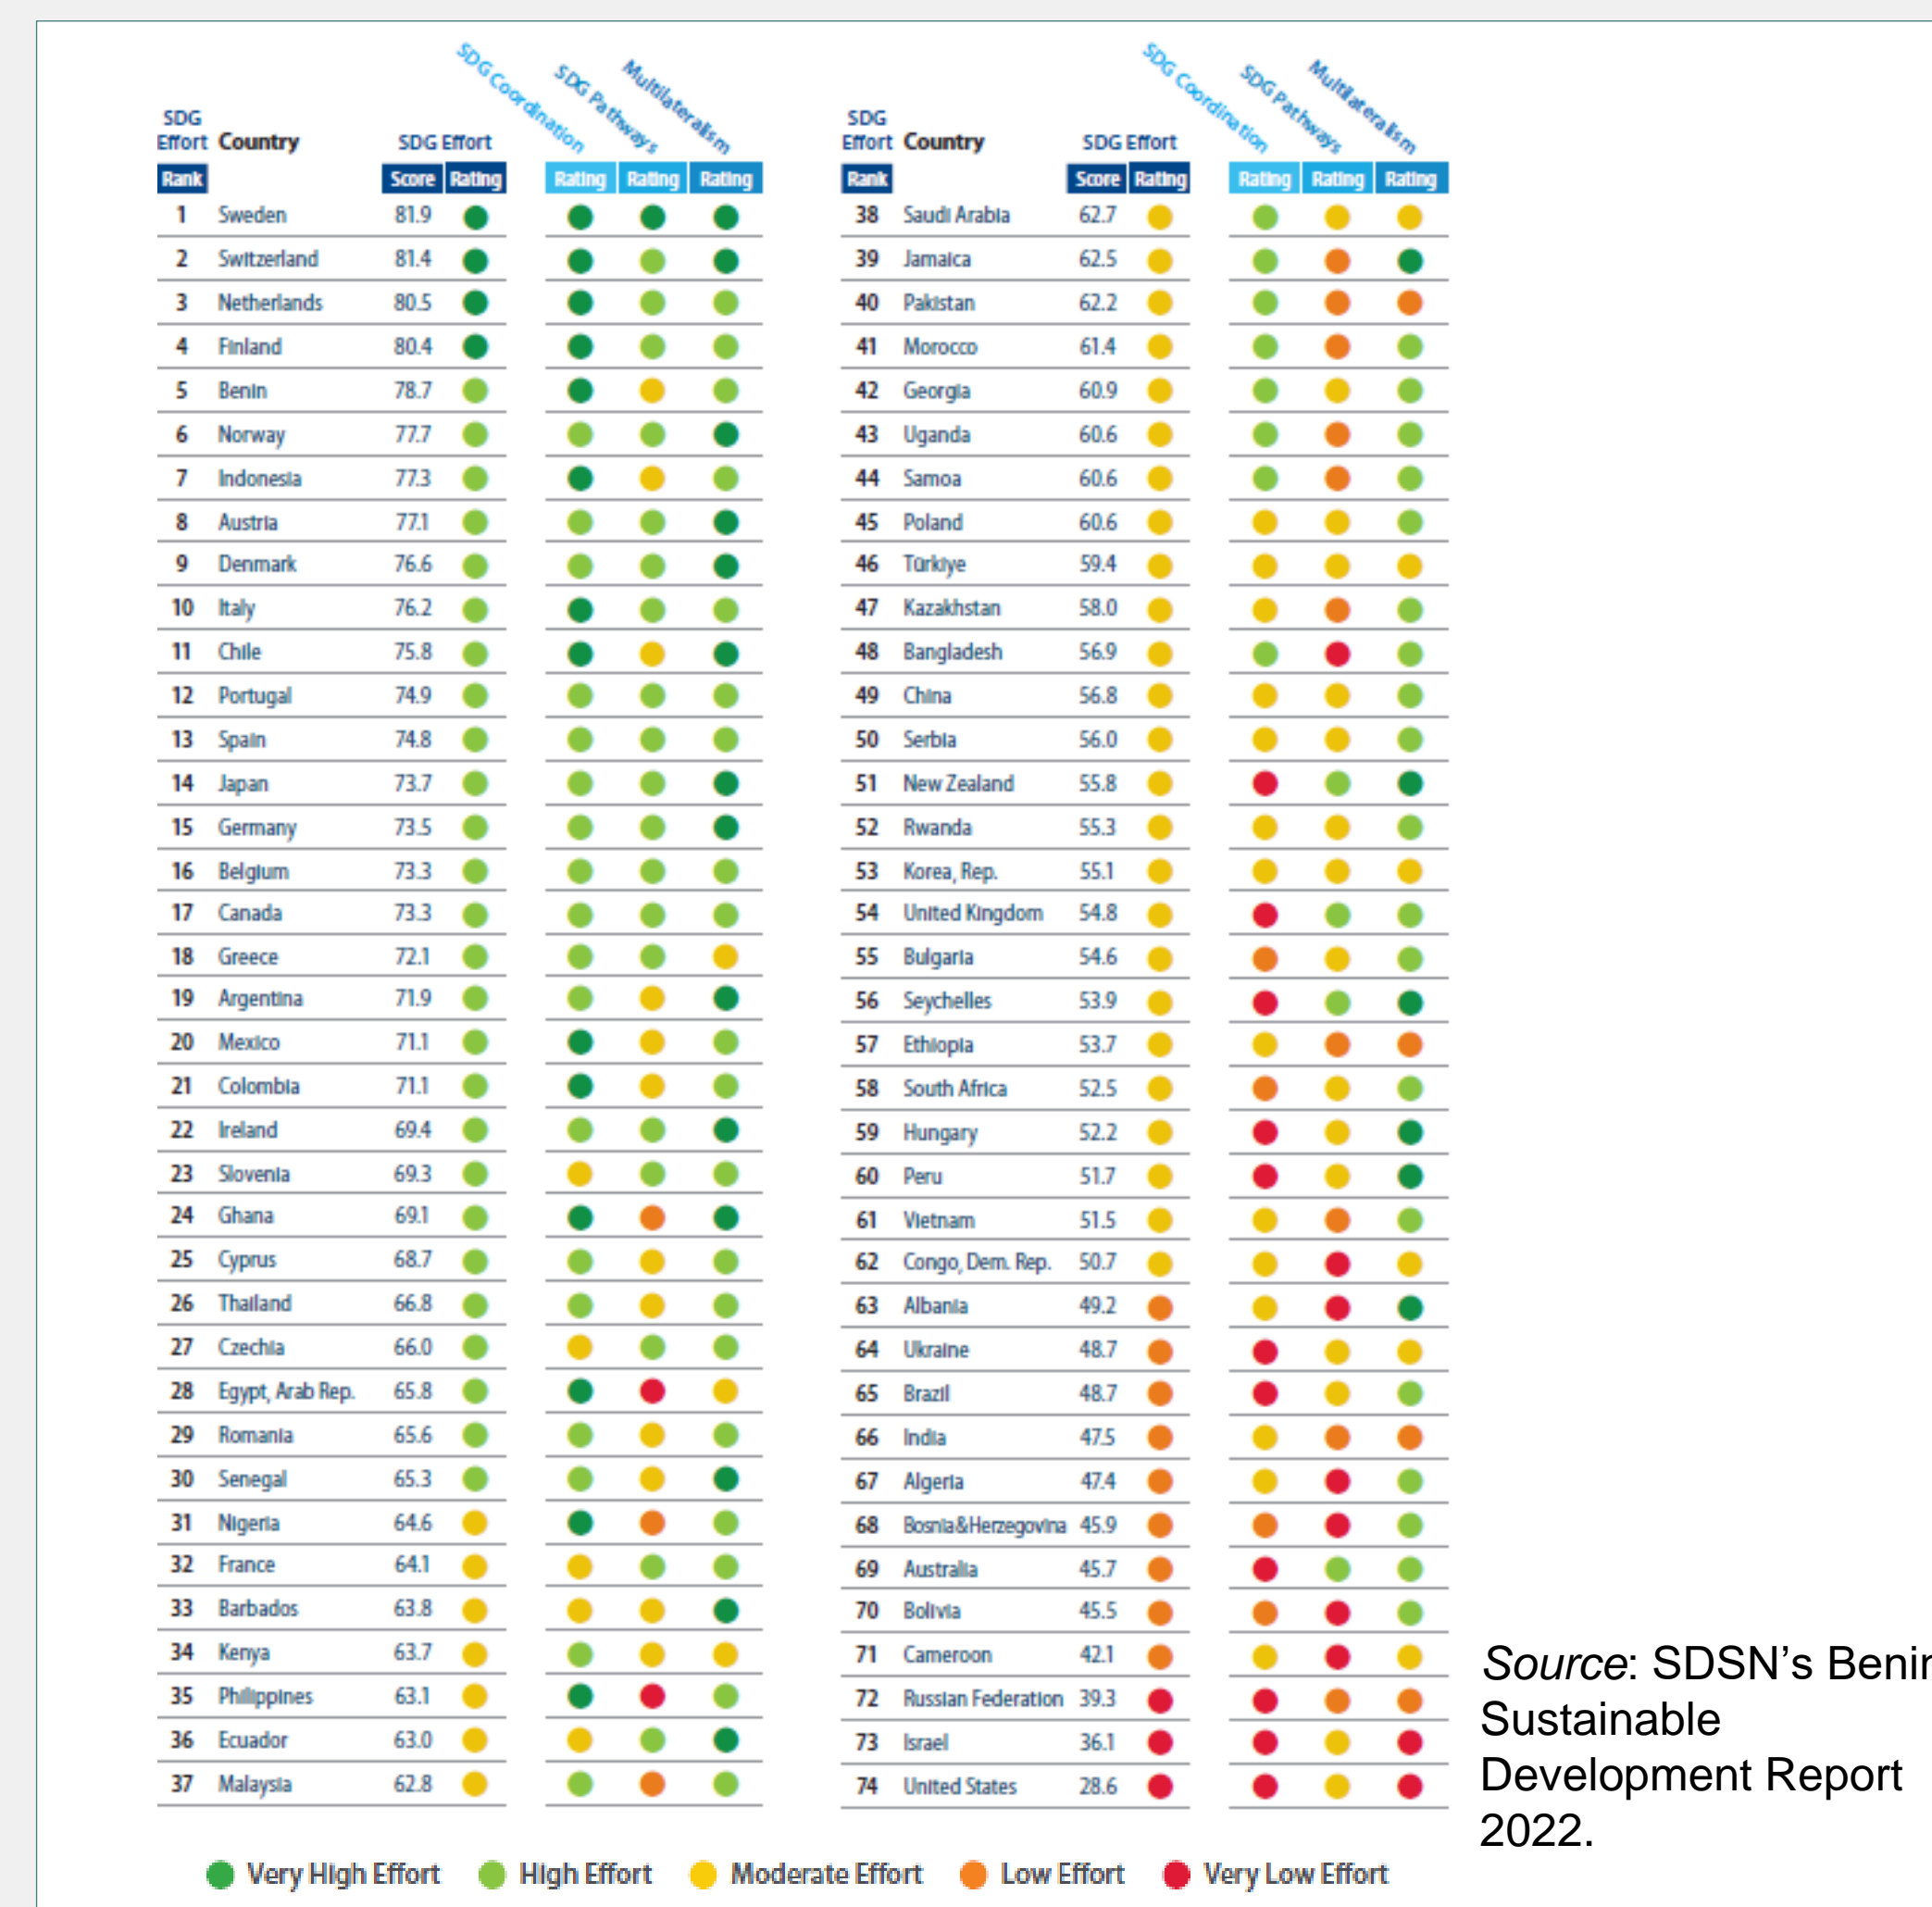 SDG Coordination
SDG Pathways
Multilateralism
SDG
Effort Country SDG Effort
Rank Score Rating Rating Rating Rating
1 Sweden 81.9
2 Switzerland 81.4
3 Netherlands 80.5
4 Finland 80.4
5 Benin 78.7
6 Norway 77.7
7 Indonesia 77.3
8 Austria 77.1
9 Denmark 76.6
10 Italy 76.2
11 Chile 75.8
12 Portugal 74.9
13 Spain 74.8
14 Japan 73.7
15 Germany 73.5
16 Belgium 73.3
17 Canada 73.3
18 Greece 72.1
19 Argentina 71.9
20 Mexico 71.1
21 Colombia 71.1
22 Ireland 69.4
23 Slovenia 69.3
24 Ghana 69.1
25 Cyprus 68.7
26 Thailand 66.8
27 Czechia 66.0
28 Egypt, Arab Rep. 65.8
29 Romania 65.6
30 Senegal 65.3
31 Nigeria 64.6
32 France 64.1
33 Barbados 63.8
34 Kenya 63.7
35 Philippines 63.1
36 Ecuador 63.0
37 Malaysia 62.8
SDG Coordination
SDG Pathways
Multilateralism
SDG
Effort Country SDG Effort
Rank Score Rating Rating Rating Rating
38 Saudi Arabia 62.7
39 Jamaica 62.5
40 Pakistan 62.2
41 Morocco 61.4
42 Georgia 60.9
43 Uganda 60.6
44 Samoa 60.6
45 Poland 60.6
46 Türkiye 59.4
47 Kazakhstan 58.0
48 Bangladesh 56.9
49 China 56.8
50 Serbia 56.0
51 New Zealand 55.8
52 Rwanda 55.3
53 Korea, Rep. 55.1
54 United Kingdom 54.8
55 Bulgaria 54.6
56 Seychelles 53.9
57 Ethiopia 53.7
58 South Africa 52.5
59 Hungary 52.2
60 Peru 51.7
61 Vietnam 51.5
62 Congo, Dem. Rep. 50.7
63 Albania 49.2
64 Ukraine 48.7
65 Brazil 48.7
66 India 47.5
67 Algeria 47.4
68 Bosnia&Herzegovina 45.9
69 Australia 45.7
70 Bolivia 45.5
71 Cameroon 42.1
72 Russian Federation 39.3
73 Israel 36.1
74 United States 28.6
Very High Effort High Effort Moderate Effort Low Effort Very Low Effort
Source: SDSN's Benin
Sustainable
Development Report
2022.